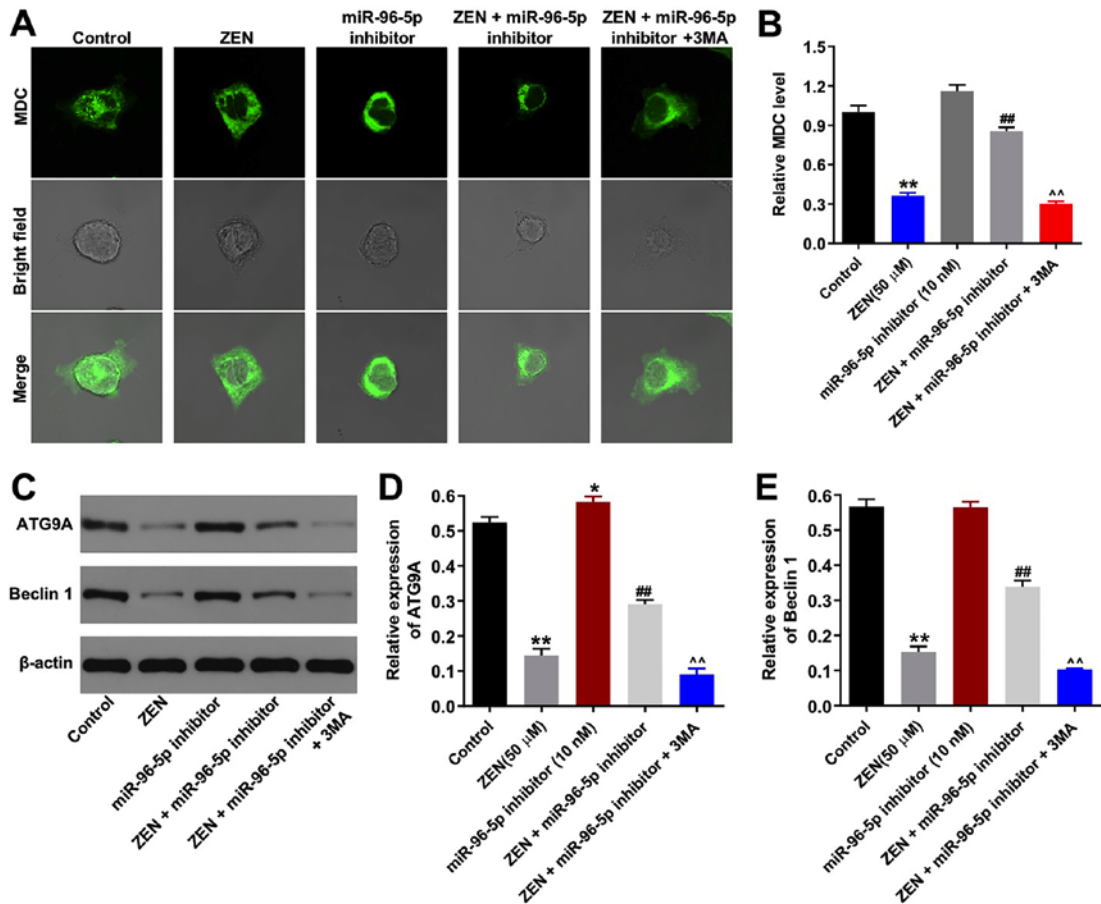 A
Control
ZEN
miR-96-5p
inhibitor
ZEN + miR-96-5p
inhibitor
ZEN + miR-96-5p
inhibitor +3MA
MDC
Bright field
Merge
B
Relative MDC level
1.5
1.2
0.9
0.6
0.3
0.0
**
##
^^
Control
ZEN(50 μM)
miR-96-5p inhibitor (10 nM)
ZEN + miR-96-5p inhibitor
ZEN + miR-96-5p inhibitor + 3MA
C
ATG9A
Beclin 1
β-actin
Control
ZEN
miR-96-5p inhibitor
ZEN + miR-96-5p inhibitor
ZEN + miR-96-5p inhibitor
+ 3MA
D
Relative expression
of ATG9A
0.6
0.5
0.4
0.3
0.2
0.1
0.0
**
*
##
^^
Control
ZEN(50 μM)
miR-96-5p inhibitor (10 nM)
ZEN + miR-96-5p inhibitor
ZEN + miR-96-5p inhibitor + 3MA
E
Relative expression
of Beclin 1
0.6
0.5
0.4
0.3
0.2
0.1
0.0
**
##
^^
Control
ZEN(50 μM)
miR-96-5p inhibitor (10 nM)
ZEN + miR-96-5p inhibitor
ZEN + miR-96-5p inhibitor + 3MA